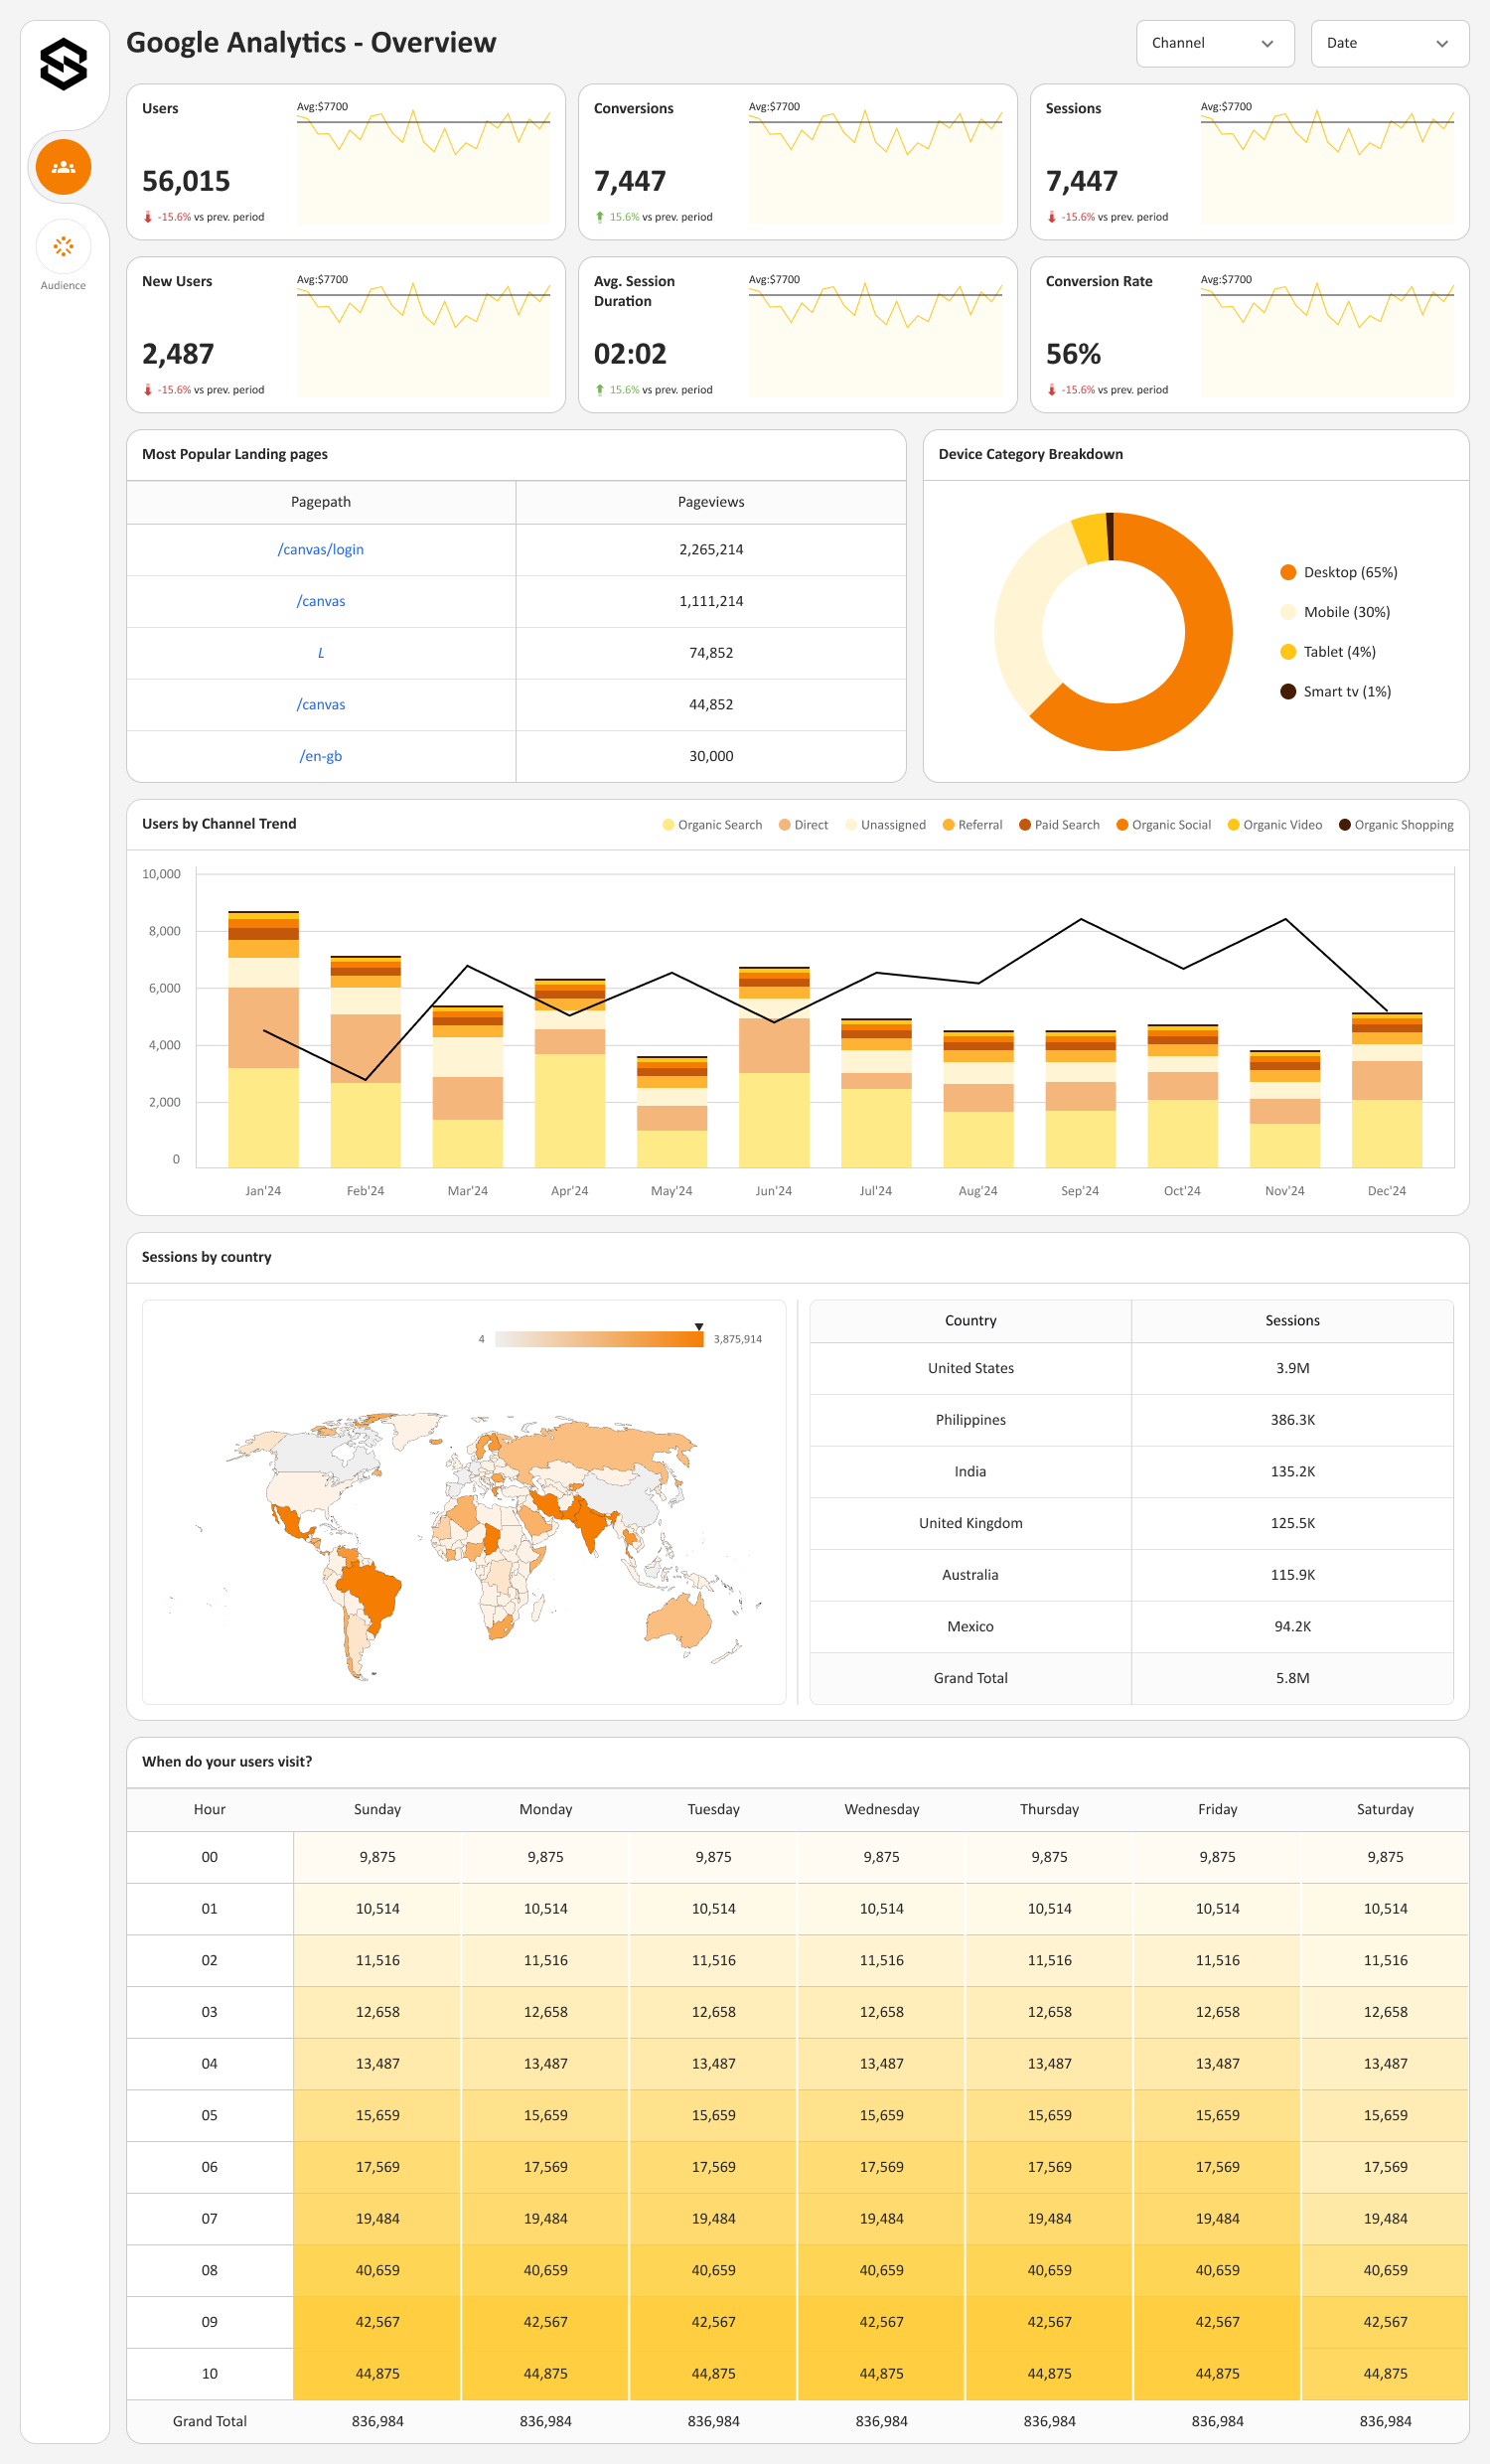 Google Analytics - Overview
Channel
Date
Audience
Users
Avg:$7700
56,015
-15.6% vs prev. period
Conversions
Avg:$7700
7,447
15.6% vs prev. period
Sessions
Avg:$7700
7,447
-15.6% vs prev. period
New Users
Avg:$7700
2,487
-15.6% vs prev. period
Avg. Session
Duration
Avg:$7700
02:02
15.6% vs prev. period
Conversion Rate
Avg:$7700
56%
-15.6% vs prev. period
Most Popular Landing pages
Pagepath Pageviews
/canvas/login 2,265,214
/canvas 1,111,214
L 74,852
/canvas 44,852
/en-gb 30,000
Device Category Breakdown
Desktop (65%)
Mobile (30%)
Tablet (4%)
Smart tv (1%)
Users by Channel Trend
Organic Search Direct Unassigned Referral Paid Search Organic Social Organic Video Organic Shopping
10,000
8,000
6,000
4,000
2,000
0
Jan'24 Feb'24 Mar'24 Apr'24 May'24 Jun'24 Jul'24 Aug'24 Sep'24 Oct'24 Nov'24 Dec'24
Sessions by country
4 3,875,914
Country Sessions
United States 3.9M
Philippines 386.3K
India 135.2K
United Kingdom 125.5K
Australia 115.9K
Mexico 94.2K
Grand Total 5.8M
When do your users visit?
Hour Sunday Monday Tuesday Wednesday Thursday Friday Saturday
00 9,875 9,875 9,875 9,875 9,875 9,875 9,875
01 10,514 10,514 10,514 10,514 10,514 10,514 10,514
02 11,516 11,516 11,516 11,516 11,516 11,516 11,516
03 12,658 12,658 12,658 12,658 12,658 12,658 12,658
04 13,487 13,487 13,487 13,487 13,487 13,487 13,487
05 15,659 15,659 15,659 15,659 15,659 15,659 15,659
06 17,569 17,569 17,569 17,569 17,569 17,569 17,569
07 19,484 19,484 19,484 19,484 19,484 19,484 19,484
08 40,659 40,659 40,659 40,659 40,659 40,659 40,659
09 42,567 42,567 42,567 42,567 42,567 42,567 42,567
10 44,875 44,875 44,875 44,875 44,875 44,875 44,875
Grand Total 836,984 836,984 836,984 836,984 836,984 836,984 836,984